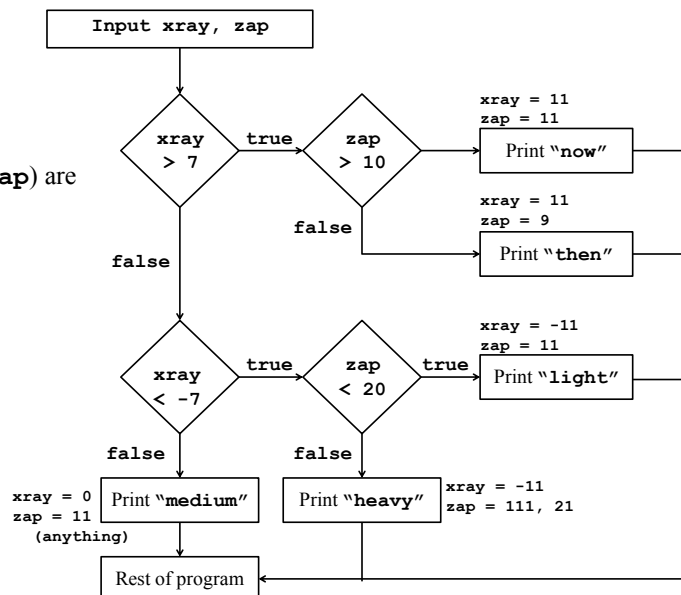 Input xray, zap
xray
> 7
true
zap
> 10
xray = 11
zap = 11
Print “now”
ap) are
false
xray = 11
zap = 9
Print “then”
false
xray
< -7
true
zap
< 20
true
xray = -11
zap = 11
Print “light”
false
false
xray = 0
zap = 11
(anything)
Print “medium”
Print “heavy”
xray = -11
zap = 111, 21
Rest of program